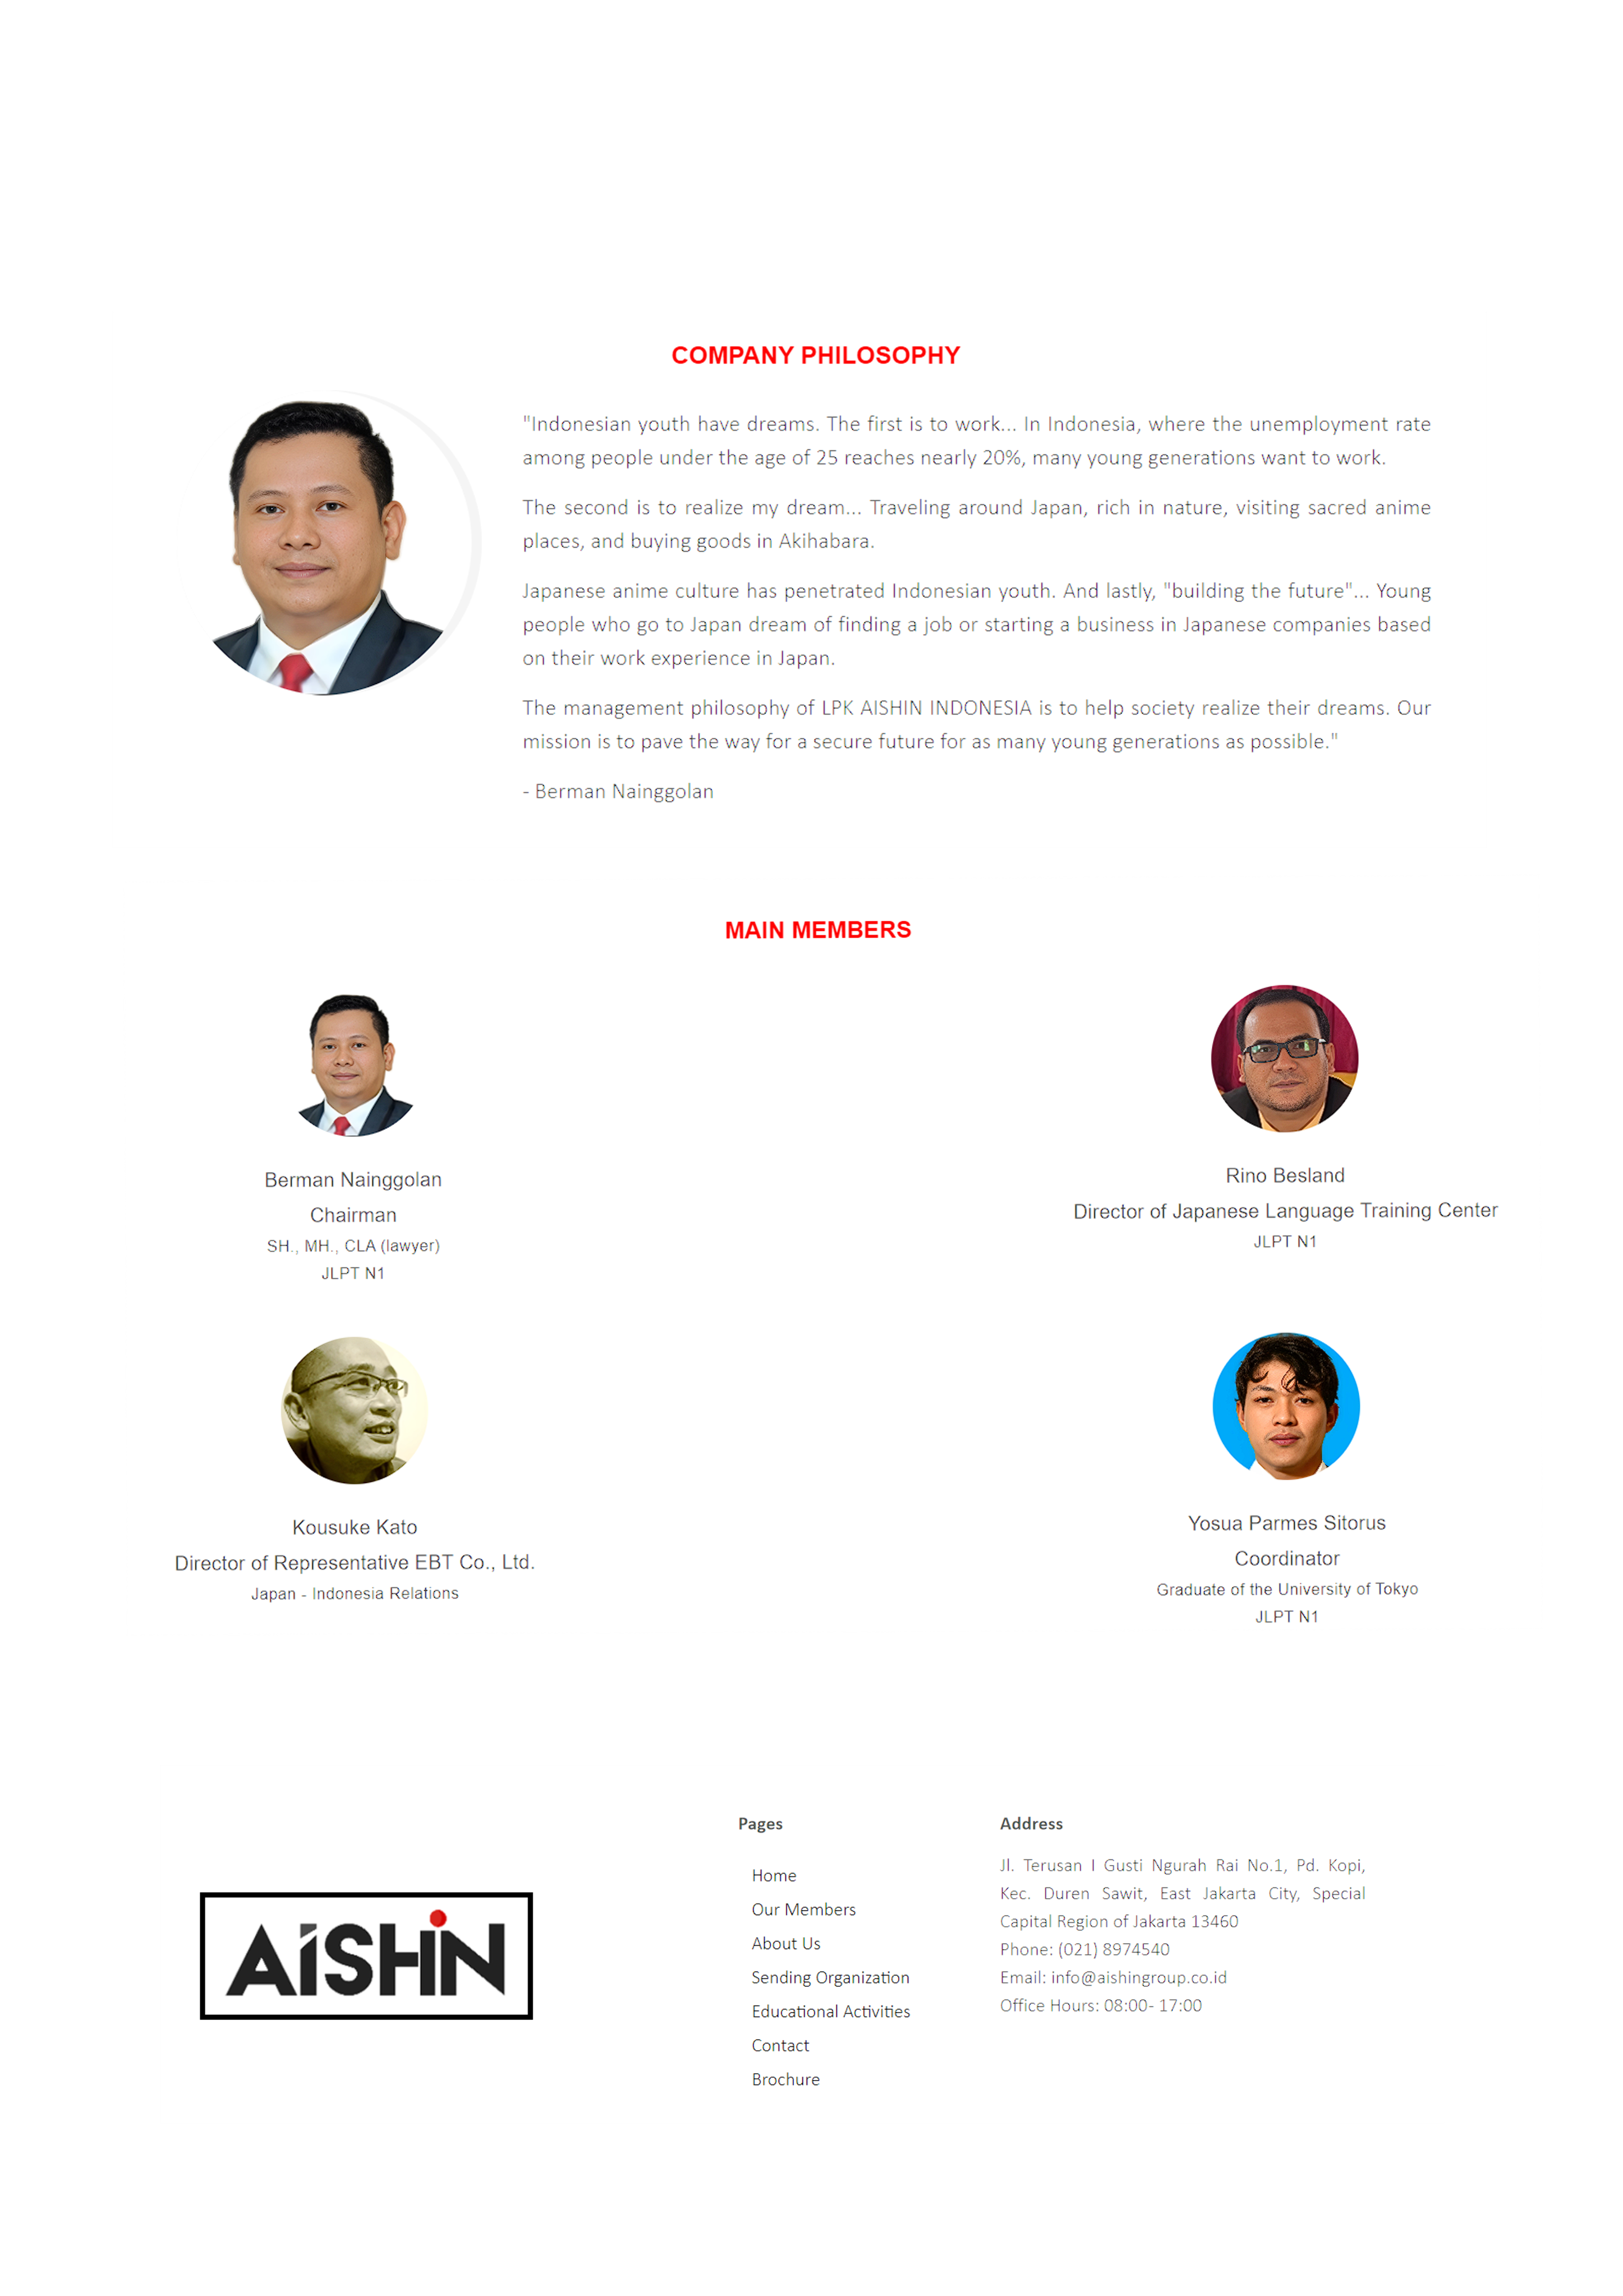 COMPANY PHILOSOPHY
"Indonesian youth have dreams. The first is to work... In Indonesia, where the unemployment rate
among people under the age of 25 reaches nearly 20%, many young generations want to work.
The second is to realize my dream... Traveling around Japan, rich in nature, visiting sacred anime
places, and buying goods in Akihabara.
Japanese anime culture has penetrated Indonesian youth. And lastly, "building the future"... Young
people who go to Japan dream of finding a job or starting a business in Japanese companies based
on their work experience in Japan.
The management philosophy of LPK AISHIN INDONESIA is to help society realize their dreams. Our
mission is to pave the way for a secure future for as many young generations as possible."
- Berman Nainggolan
MAIN MEMBERS
Berman Nainggolan
Chairman
SH., MH., CLA (lawyer)
JLPT N1
Rino Besland
Director of Japanese Language Training Center
JLPT N1
Kousuke Kato
Director of Representative EBT Co., Ltd.
Japan - Indonesia Relations
Yosua Parmes Sitorus
Coordinator
Graduate of the University of Tokyo
JLPT N1
AiSHiN
Pages
Home
Our Members
About Us
Sending Organization
Educational Activities
Contact
Brochure
Address
Jl. Terusan I Gusti Ngurah Rai No.1, Pd. Kopi,
Kec. Duren Sawit, East Jakarta City, Special
Capital Region of Jakarta 13460
Phone: (021) 8974540
Email: info@aishingroup.co.id
Office Hours: 08:00- 17:00